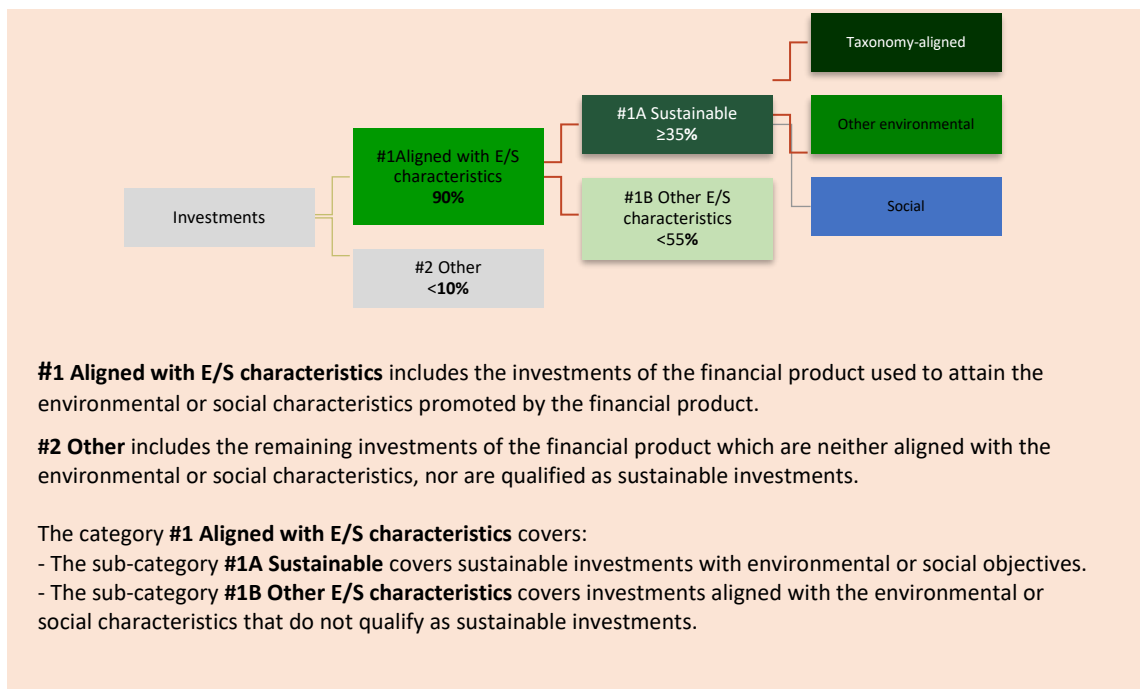 Taxonomy-aligned
#1A Sustainable
≥35%
Other environmental
#1Aligned with E/S
characteristics
90%
#1B Other E/S
characteristics
<55%
Social
Investments
#2 Other
<10%
#1 Aligned with E/S characteristics includes the investments of the financial product used to attain the
environmental or social characteristics promoted by the financial product.
#2 Other includes the remaining investments of the financial product which are neither aligned with the
environmental or social characteristics, nor are qualified as sustainable investments.
The category #1 Aligned with E/S characteristics covers:
- The sub-category #1A Sustainable covers sustainable investments with environmental or social objectives.
- The sub-category #1B Other E/S characteristics covers investments aligned with the environmental or
social characteristics that do not qualify as sustainable investments.